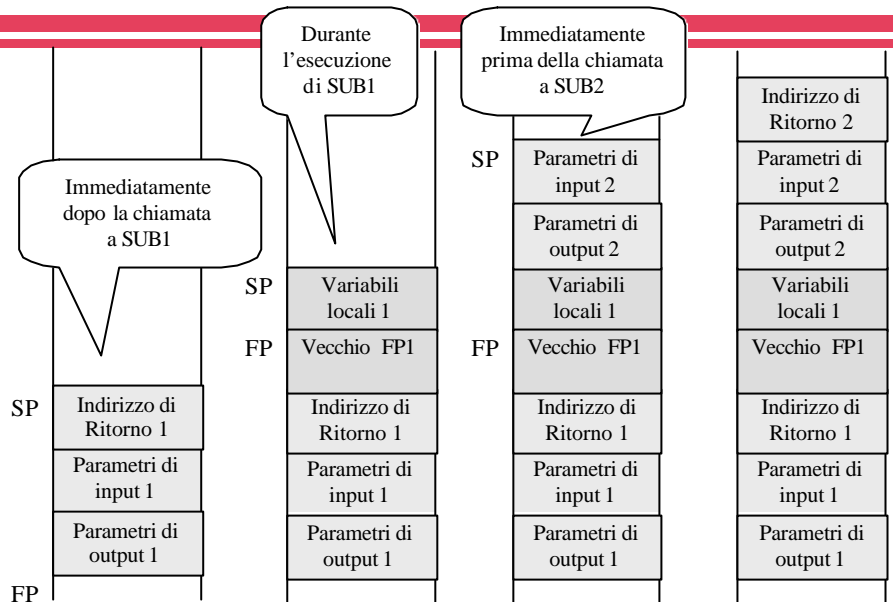 Durante
l'esecuzione
di SUB1
Immediatamente
prima della chiamata
a SUB2
Immediatamente
dopo la chiamata
a SUB1
SP
Indirizzo di
Ritorno 1
Parametri di
input 1
Parametri di
output 1
FP
SP
Variabili
locali 1
FP
Vecchio FP1
Indirizzo di
Ritorno 1
Parametri di
input 1
Parametri di
output 1
SP
Parametri di
input 2
Parametri di
output 2
Variabili
locali 1
FP
Vecchio FP1
Indirizzo di
Ritorno 1
Parametri di
input 1
Parametri di
output 1
Indirizzo di
Ritorno 2
Parametri di
input 2
Parametri di
output 2
Variabili
locali 1
Vecchio FP1
Indirizzo di
Ritorno 1
Parametri di
input 1
Parametri di
output 1